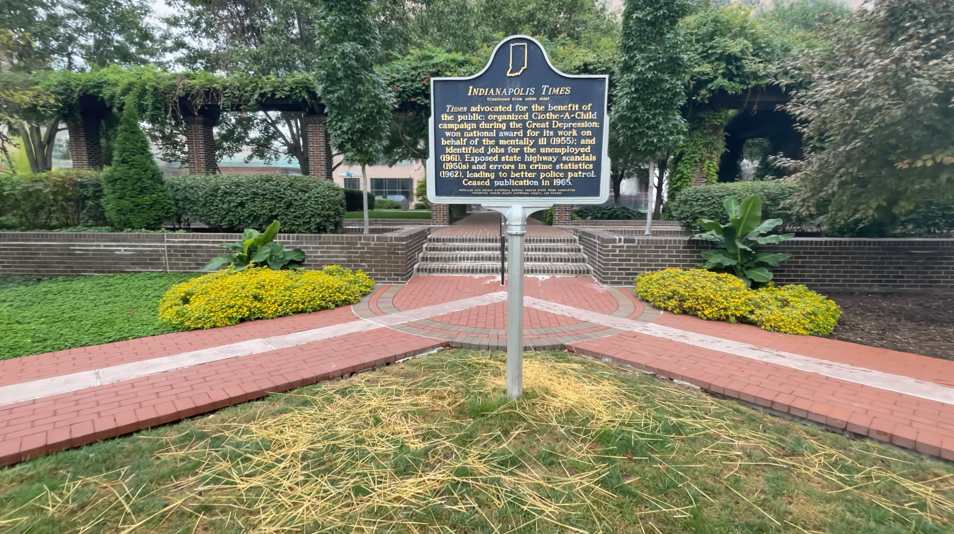 INDIANAPOLIS TIMES
(Continued from other side)
Times advocated for the benefit of
the public: organized Clothe-A-Child
campaign during the Great Depression;
won national award for its work on
behalf of the mentally ill (1955); and
identified jobs for the unemployed
(1961). Exposed state highway scandals
(1950s) and errors in crime statistics
(1962), leading to better police patrol.
Ceased publication in 1965.